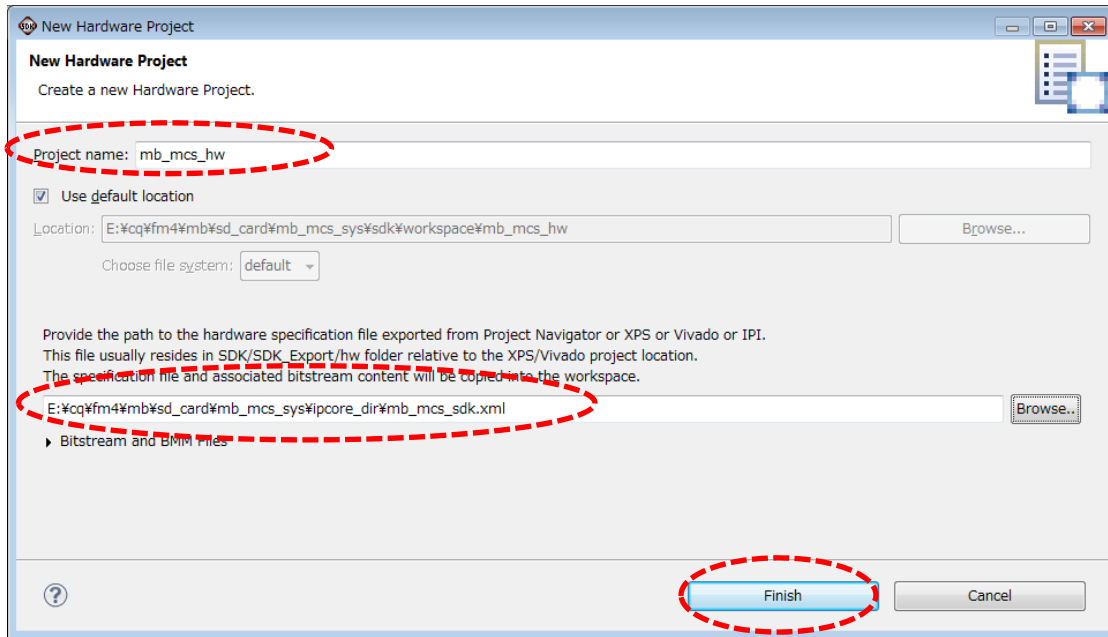 SDK New Hardware Project
New Hardware Project
Create a new Hardware Project.
Project name: mb_mcs_hw
Use default location
Location: E:¥cq¥fm4¥mb¥sd_card¥mb_mcs_sys¥sdk¥workspace¥mb_mcs_hw Browse...
Choose file system: default
Provide the path to the hardware specification file exported from Project Navigator or XPS or Vivado or IPI.
This file usually resides in SDK/SDK_Export/hw folder relative to the XPS/Vivado project location.
The specification file and associated bitstream content will be copied into the workspace.
E:¥cq¥fm4¥mb¥sd_card¥mb_mcs_sys¥ipcore_dir¥mb_mcs_sdk.xml Browse..
Bitstream and BMM Files
? Finish Cancel